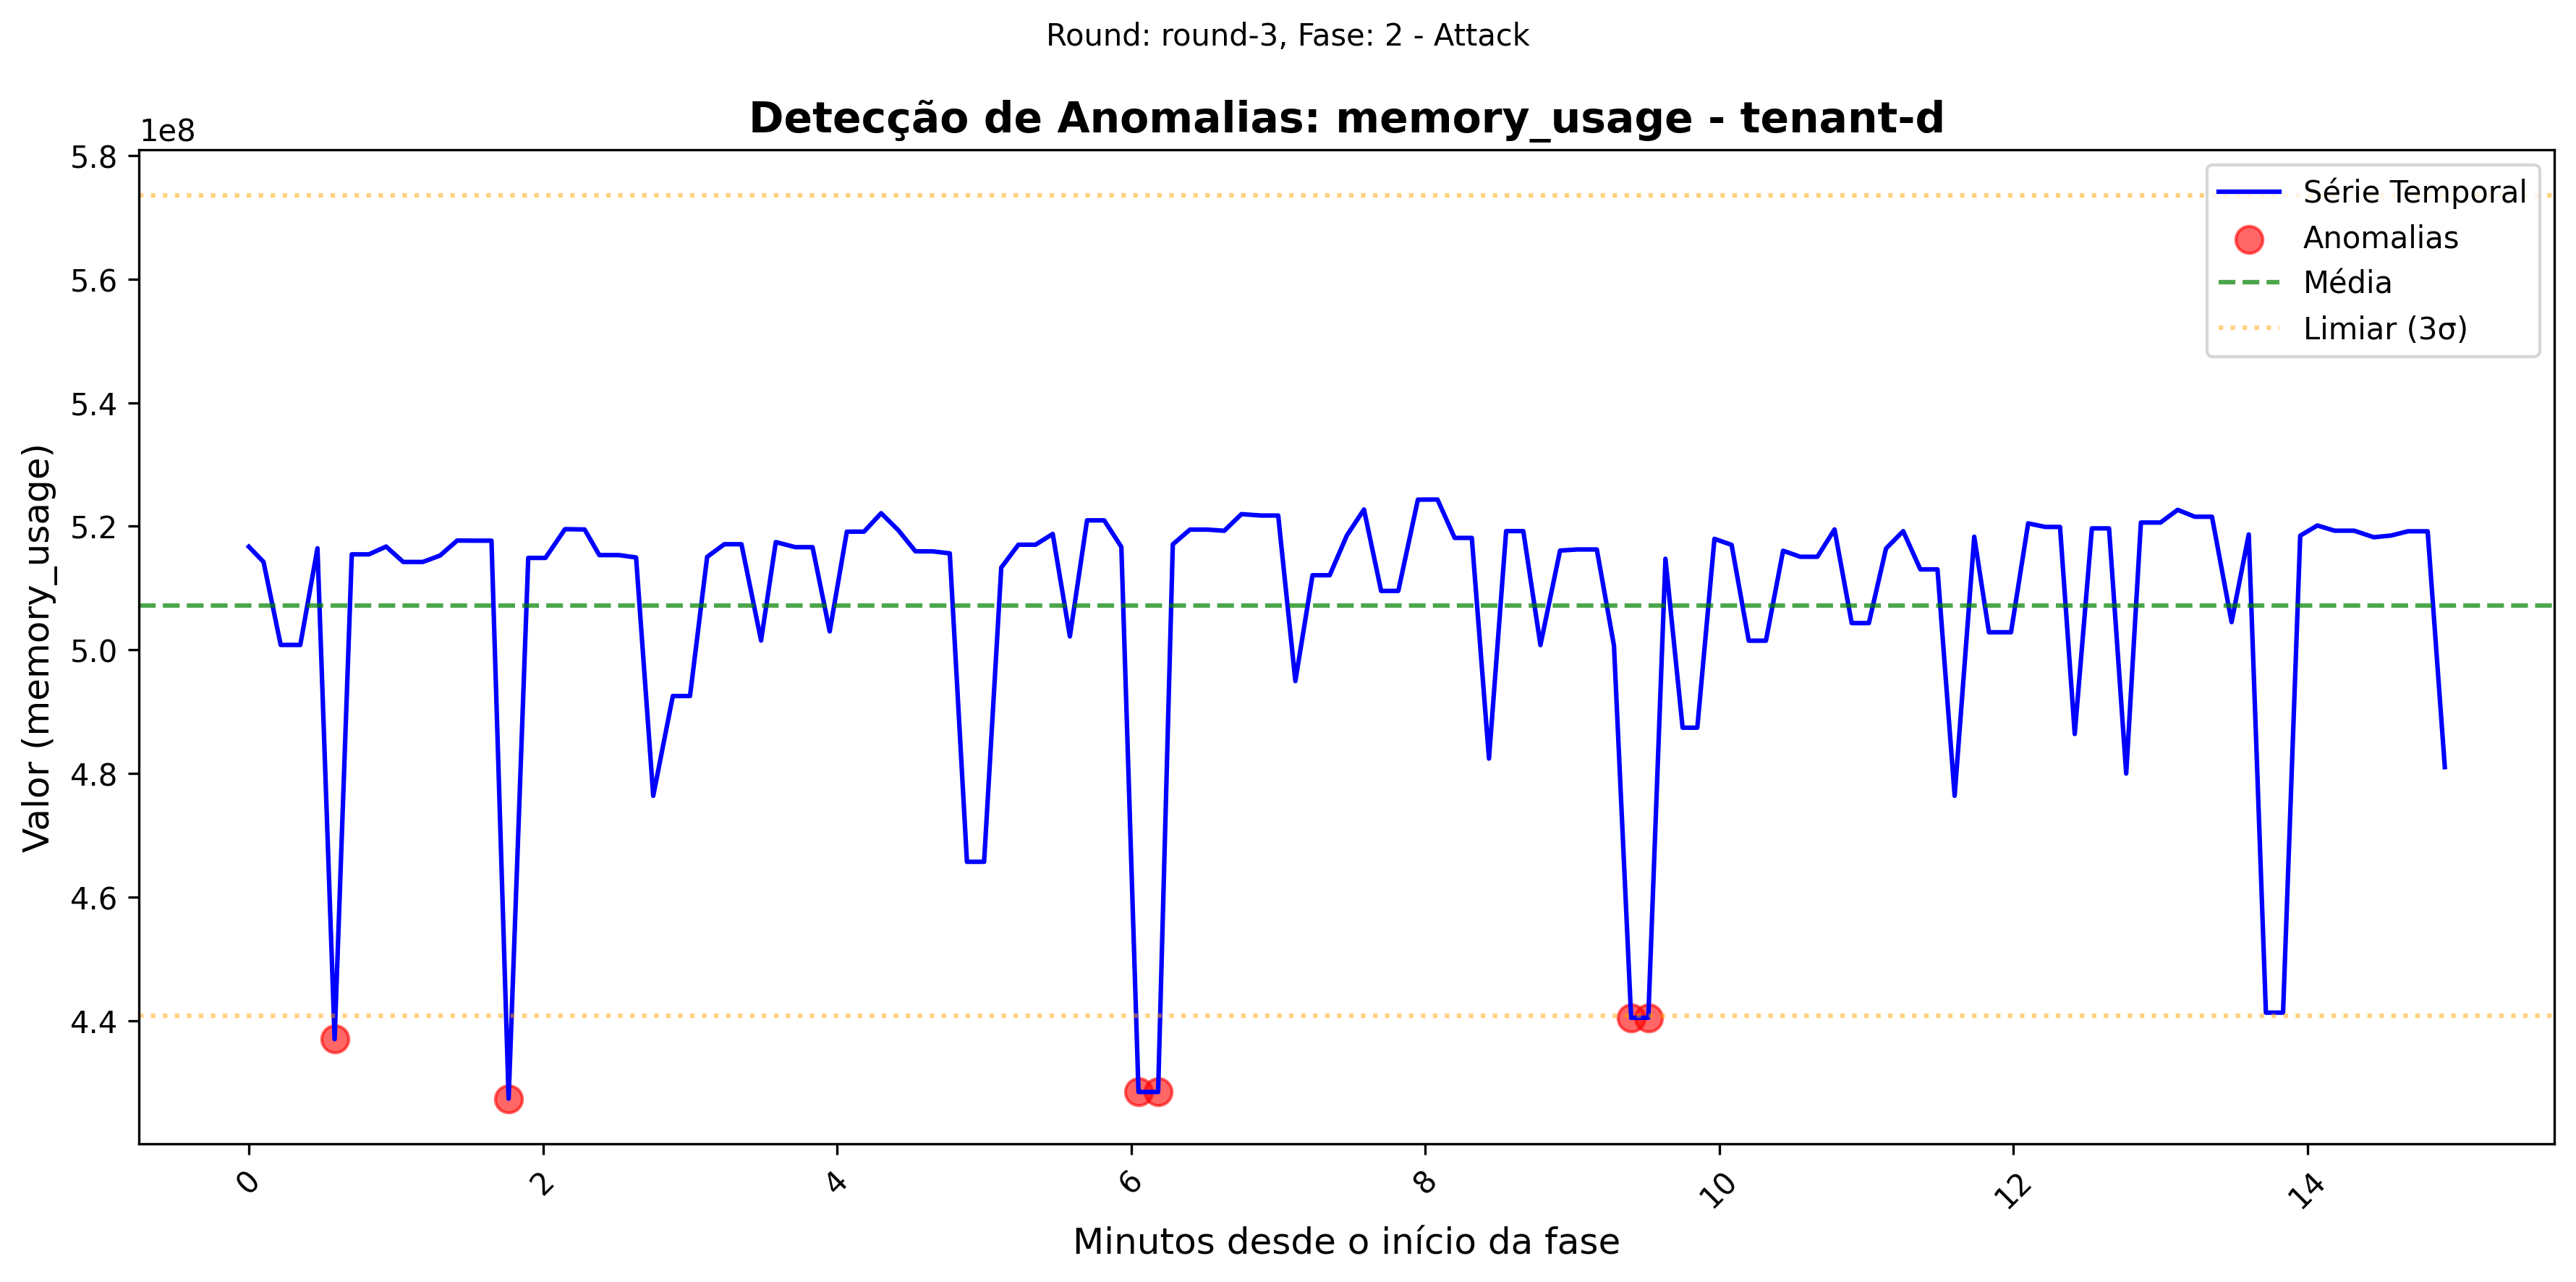 Round: round-3, Fase: 2 - Attack
Detecção de Anomalias: memory_usage - tenant-d
1e8
5.8
5.6
5.4
5.2
5.0
4.8
4.6
4.4
Valor (memory_usage)
Série Temporal
Anomalias
Média
Limiar (3σ)
0
2
4
6
8
10
12
14
Minutos desde o início da fase